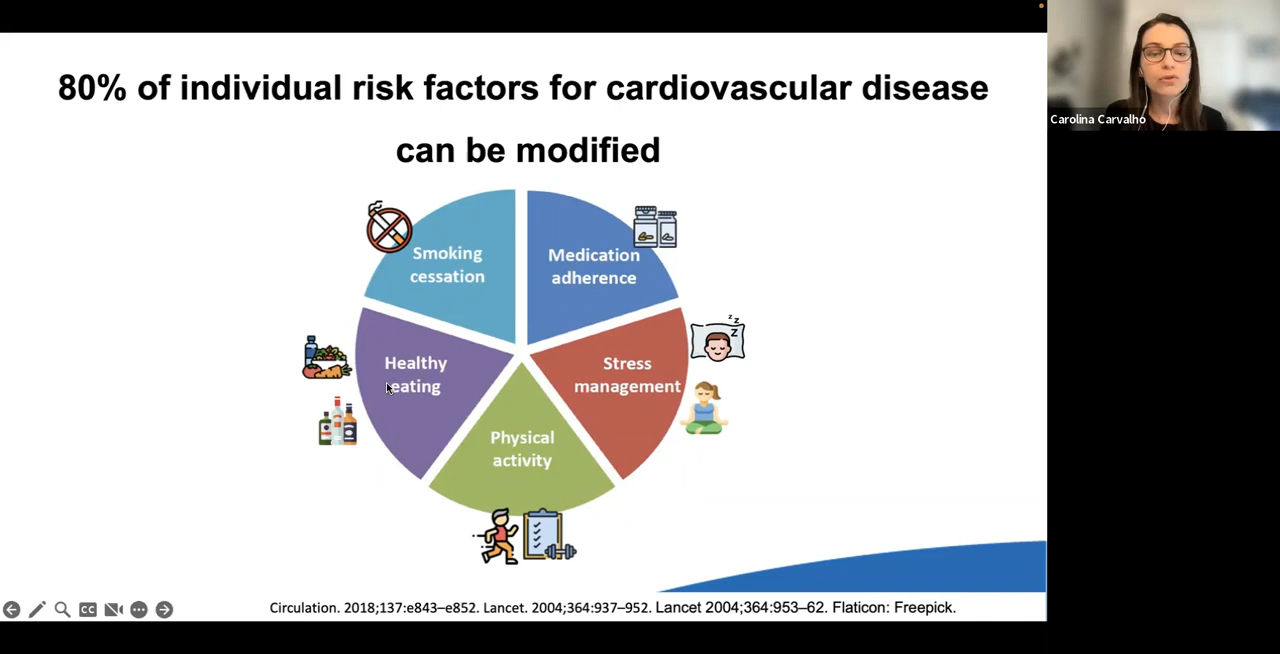 80% of individual risk factors for cardiovascular disease
can be modified
Smoking
cessation
Medication
adherence
Healthy
eating
Stress
management
Physical
activity
Circulation. 2018;137:e843–e852. Lancet. 2004;364:937–952. Lancet 2004;364:953–62. Flaticon: Freepick.
CC
Carolina Carvalho
z z
Z